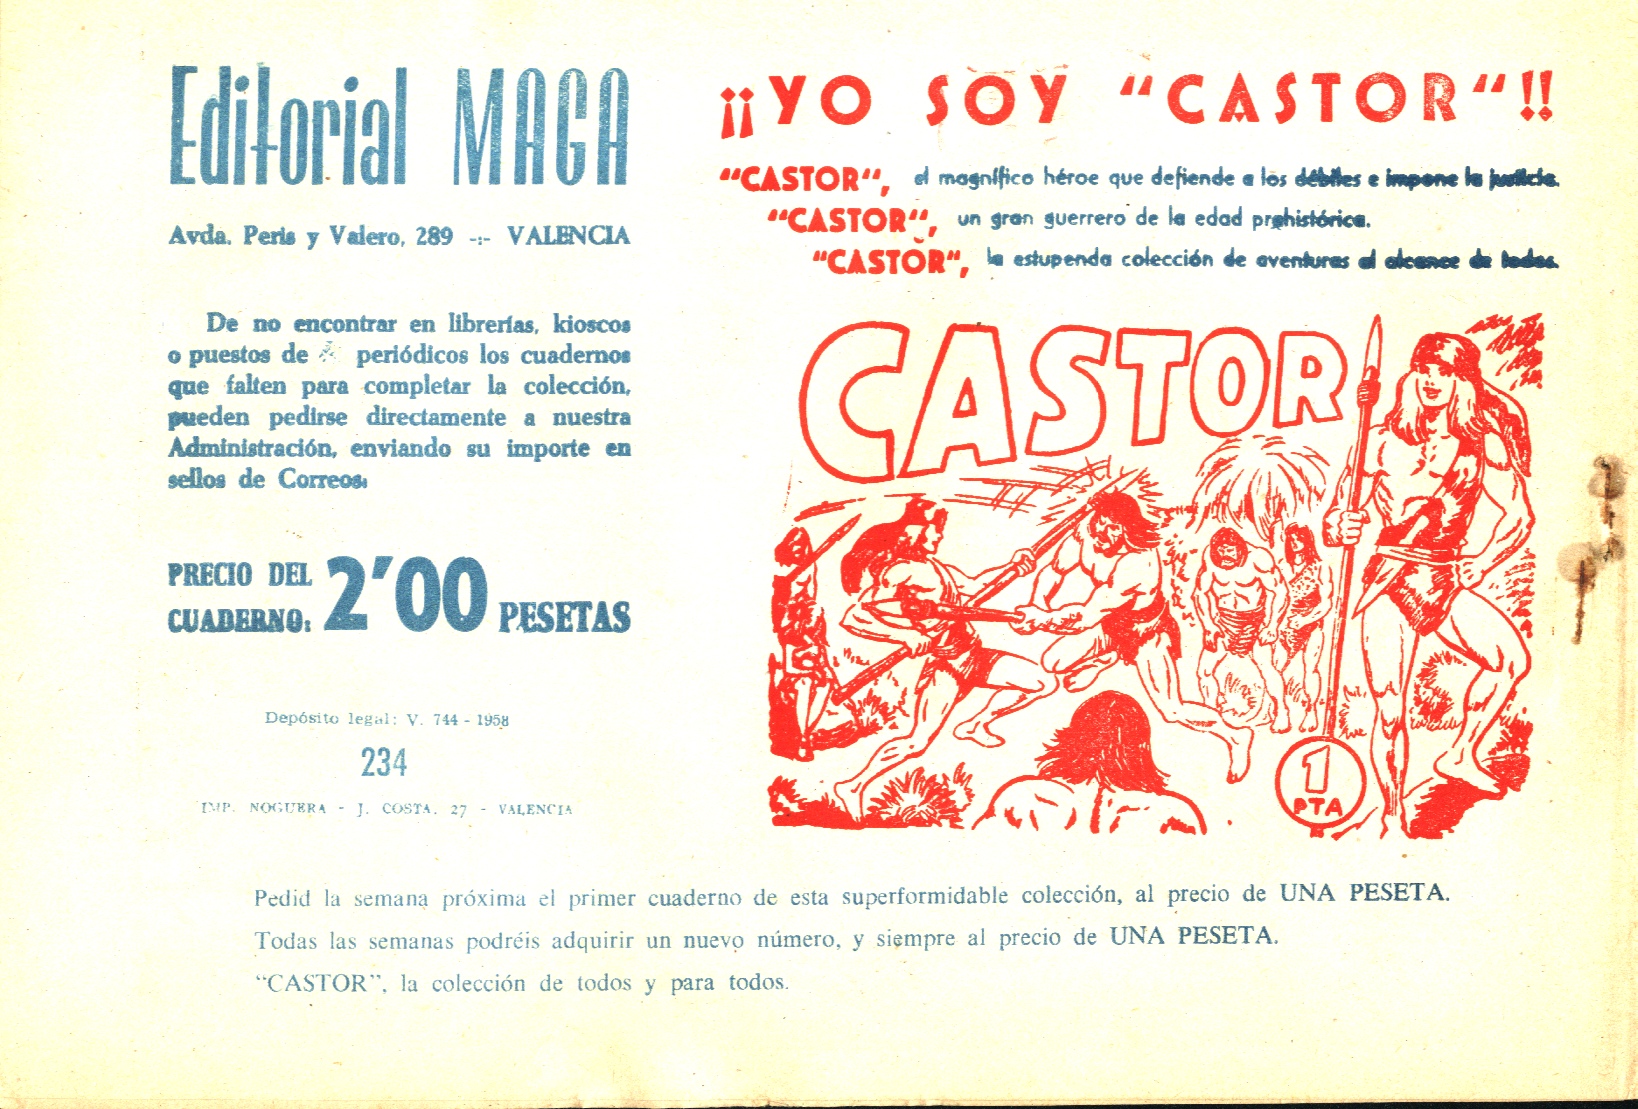 Editorial MAGA
Avda. Peris y Valero, 289 -:- VALENCIA
De no encontrar en librerías, kioscos
o puestos de periódicos los cuadernos
que falten para completar la colección,
pueden pedirse directamente a nuestra
Administración, enviando su importe en
sellos de Correos.
PRECIO DEL
CUADERNO: 2'00 PESETAS
Depósito legal: V. 744 - 1958
234
IMP. NOGUERA - J. COSTA, 27 - VALENCIA
¡¡YO SOY “CASTOR“!!
“CASTOR“, el magnífico héroe que defiende a los débiles e impone la justicia.
“CASTOR“, un gran guerrero de la edad prehistórica.
“CASTOR“, la estupenda colección de aventuras al alcance de todos.
CASTOR
1
PTA
Pedid la semana próxima el primer cuaderno de esta superformidable colección, al precio de UNA PESETA.
Todas las semanas podréis adquirir un nuevo número, y siempre al precio de UNA PESETA.
“CASTOR”, la colección de todos y para todos.